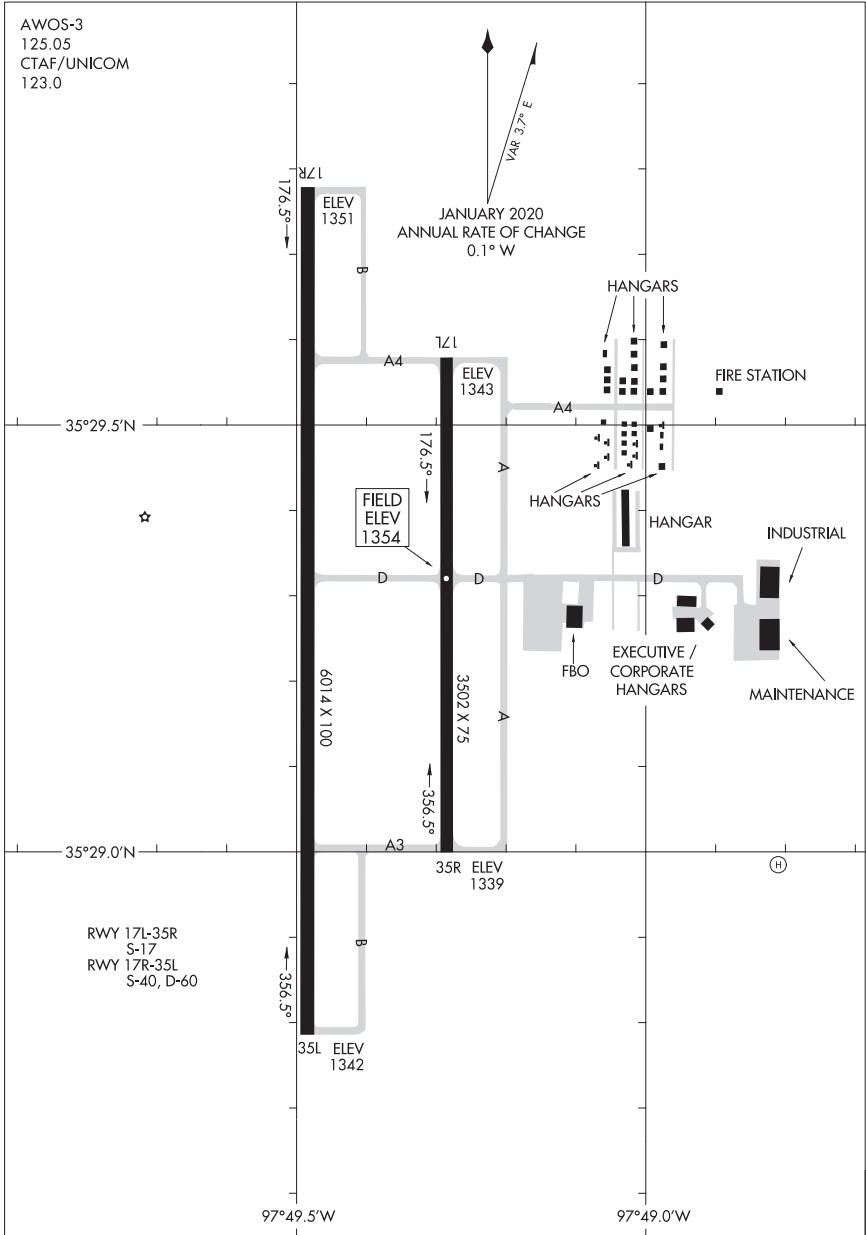 AWOS-3
125.05
CTAF/UNICOM
123.0
VAR 3.7° E
JANUARY 2020
ANNUAL RATE OF CHANGE
0.1° W
17R
176.5°
ELEV
1351
B
HANGARS
A4
17L
ELEV
1343
FIRE STATION
A4
35°29.5'N
176.5°
A
HANGARS
FIELD
ELEV
1354
HANGAR
INDUSTRIAL
D
D
D
FBO
EXECUTIVE /
CORPORATE
HANGARS
MAINTENANCE
6014 X 100
3502 X 75
A
356.5°
35°29.0'N
A3
35R
ELEV
1339
H
RWY 17L-35R
S-17
RWY 17R-35L
S-40, D-60
B
356.5°
35L
ELEV
1342
97°49.5'W
97°49.0'W